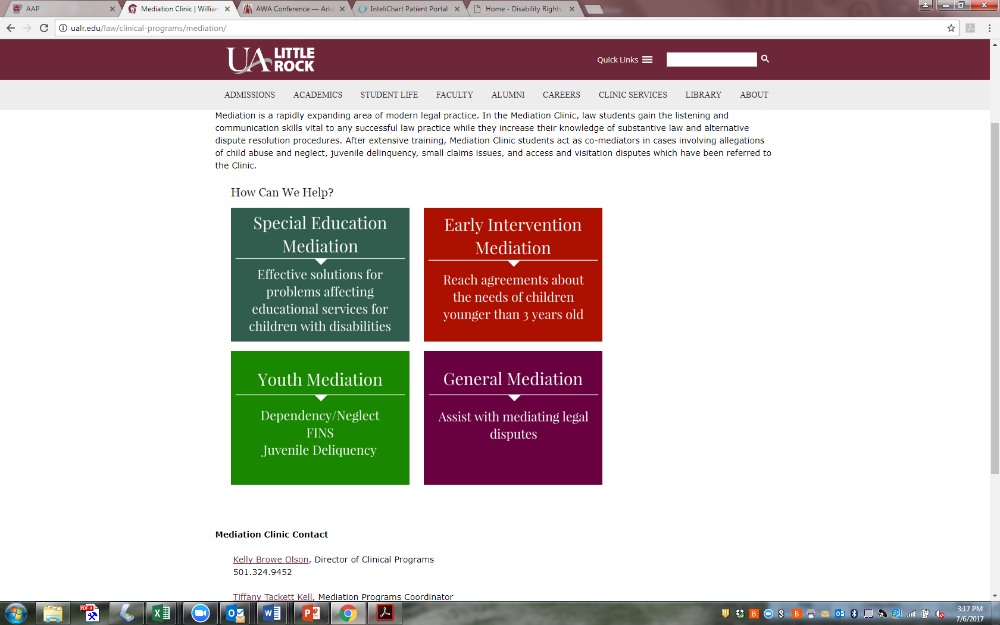 AAP
Mediation Clinic | William
AWA Conference — Arka
InteliChart Patient Portal
Home - Disability Rights
ualr.edu/law/clinical-programs/mediation/
UA LITTLE ROCK
Quick Links
ADMISSIONS ACADEMICS STUDENT LIFE FACULTY ALUMNI CAREERS CLINIC SERVICES LIBRARY ABOUT
Mediation is a rapidly expanding area of modern legal practice. In the Mediation Clinic, law students gain the listening and
communication skills vital to any successful law practice while they increase their knowledge of substantive law and alternative
dispute resolution procedures. After extensive training, Mediation Clinic students act as co-mediators in cases involving allegations
of child abuse and neglect, juvenile delinquency, small claims issues, and access and visitation disputes which have been referred to
the Clinic.
How Can We Help?
Special Education
Mediation
Effective solutions for
problems affecting
educational services for
children with disabilities
Early Intervention
Mediation
Reach agreements about
the needs of children
younger than 3 years old
Youth Mediation
Dependency/Neglect
FINS
Juvenile Deliquency
General Mediation
Assist with mediating legal
disputes
Mediation Clinic Contact
Kelly Browe Olson, Director of Clinical Programs
501.324.9452
Tiffany Tackett Kell, Mediation Programs Coordinator
3:17 PM
7/6/2017